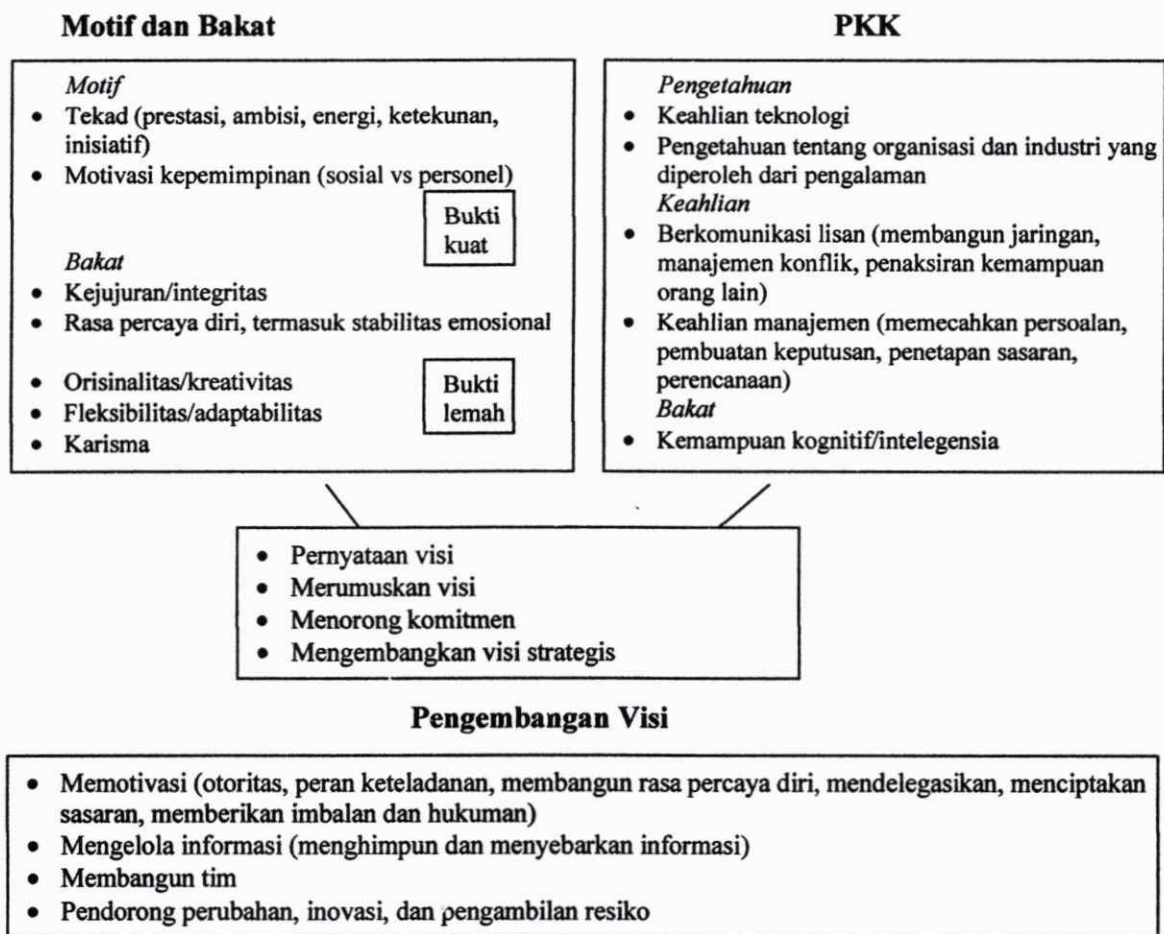 Motif dan Bakat
Motif
• Tekad (prestasi, ambisi, energi, ketekunan,
inisiatif)
• Motivasi kepemimpinan (sosial vs personel)
Bukti
kuat
Bakat
• Kejujuran/integritas
• Rasa percaya diri, termasuk stabilitas emosional
• Orisinalitas/kreativitas
• Fleksibilitas/adaptabilitas
• Karisma
Bukti
lemah
PKK
Pengetahuan
• Keahlian teknologi
• Pengetahuan tentang organisasi dan industri yang
diperoleh dari pengalaman
Keahlian
• Berkomunikasi lisan (membangun jaringan,
manajemen konflik, penaksiran kemampuan
orang lain)
• Keahlian manajemen (memecahkan persoalan,
pembuatan keputusan, penetapan sasaran,
perencanaan)
Bakat
• Kemampuan kognitif/intelegensia
• Pernyataan visi
• Merumuskan visi
• Menorong komitmen
• Mengembangkan visi strategis
Pengembangan Visi
• Memotivasi (otoritas, peran keteladanan, membangun rasa percaya diri, mendelegasikan, menciptakan
sasaran, memberikan imbalan dan hukuman)
• Mengelola informasi (menghimpun dan menyebarkan informasi)
• Membangun tim
• Pendorong perubahan, inovasi, dan pengambilan resiko